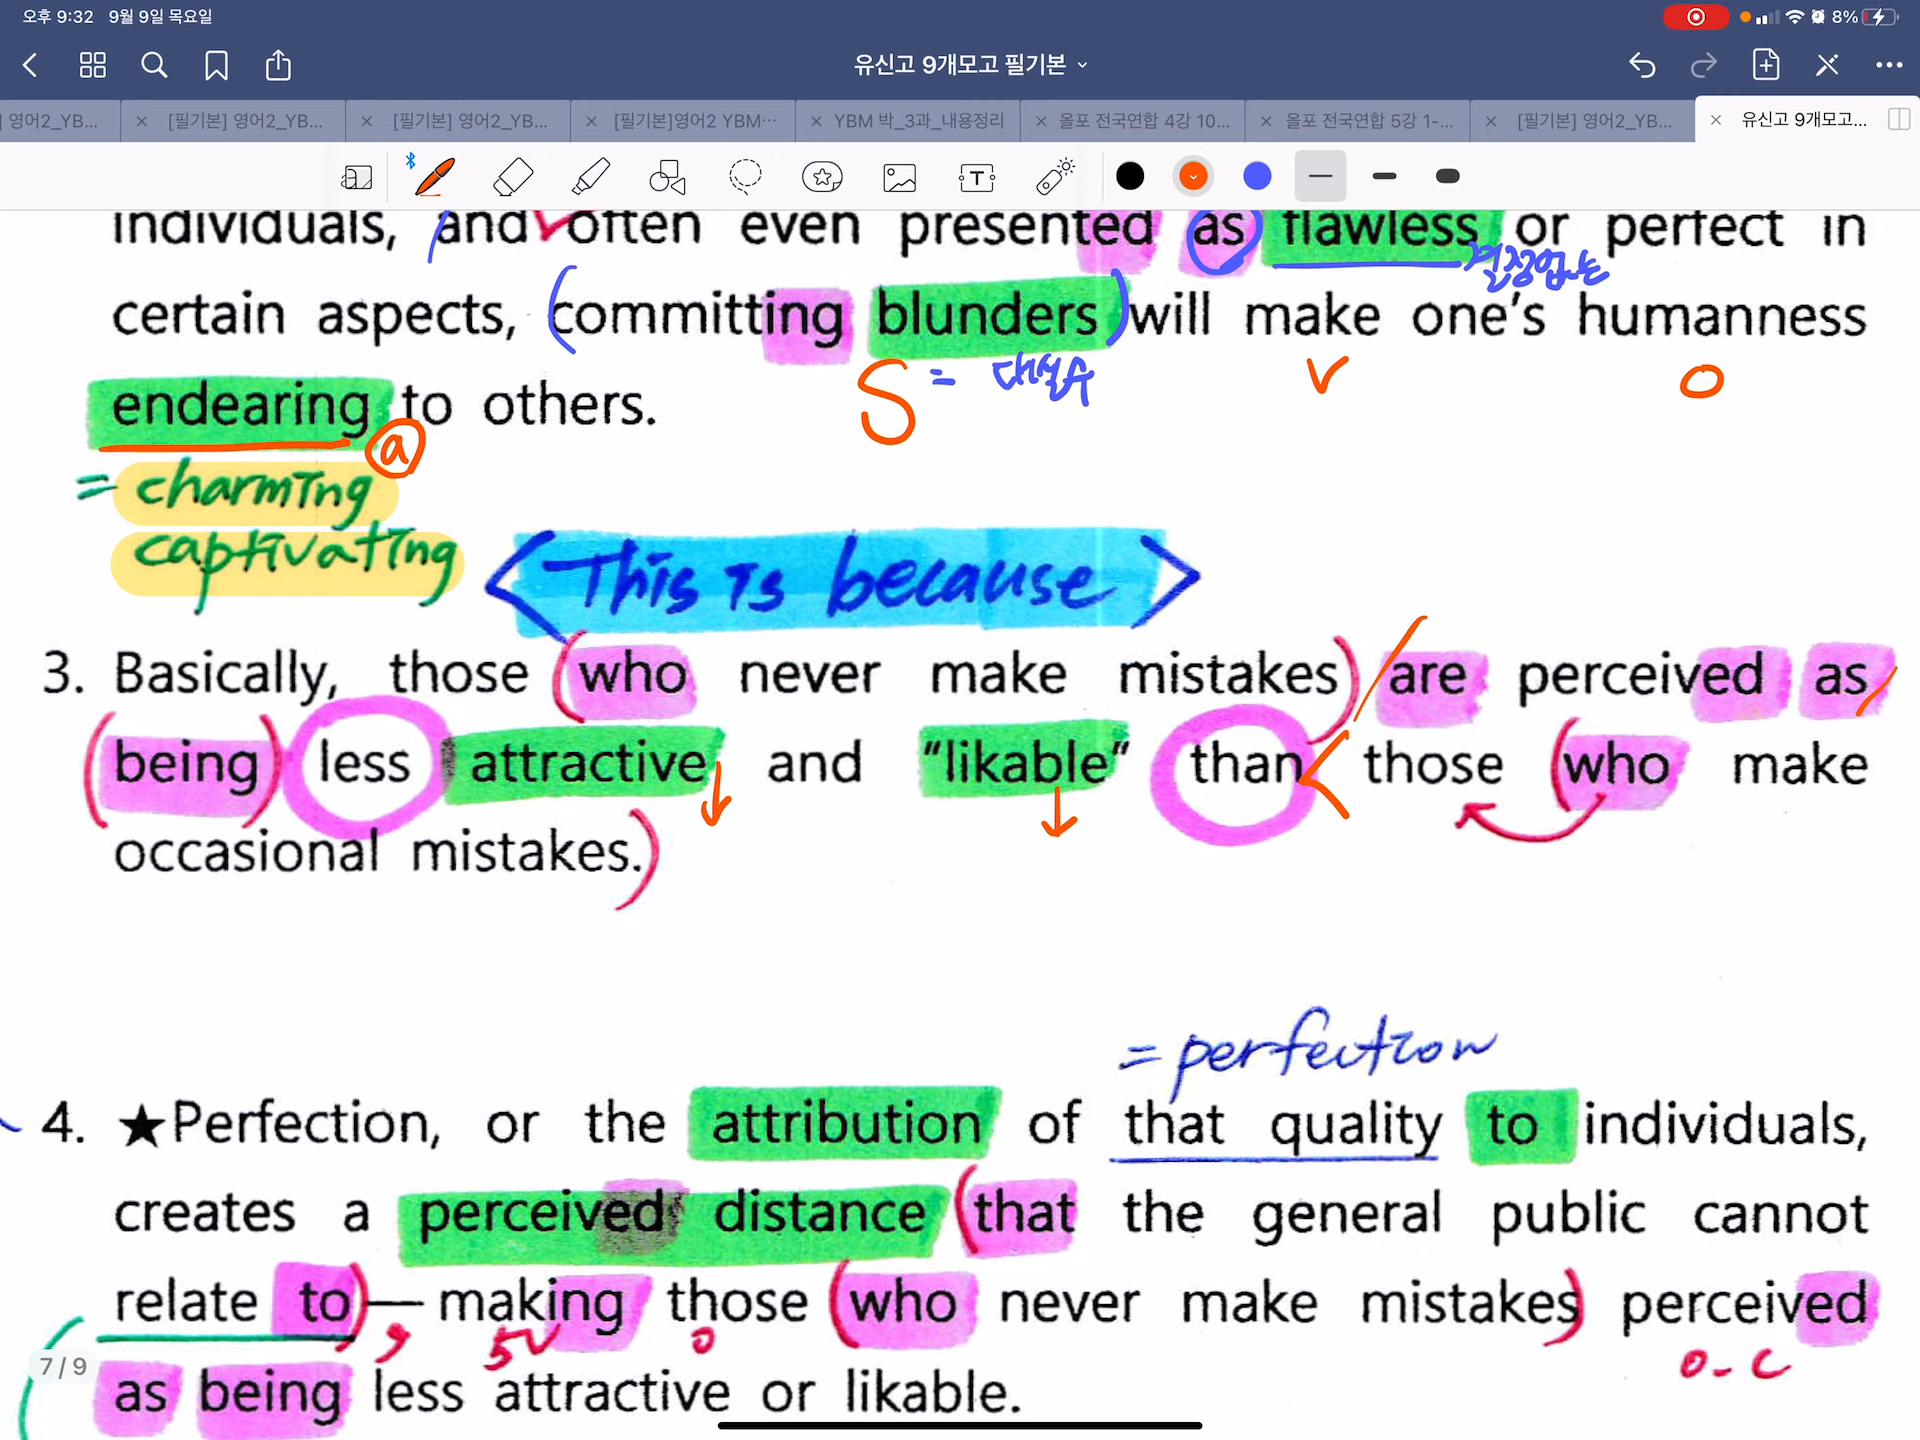 오후 9:32 9월 9일 목요일
8%
유신고 9개모고 필기본
영어2_YB...
[필기본] 영어2_YB...
[필기본] 영어2_YB...
[필기본]영어2 YBM...
YBM 박_3과_내용정리
올포 전국연합 4강 10...
올포 전국연합 5강 1-...
[필기본] 영어2_YB...
유신고 9개모고...
individuals, and often even presented as flawless or perfect in
결점없는
certain aspects, (committing blunders) will make one's humanness
S = 대실수 V O
endearing to others.
a
= charming
captivating
<This is because>
3. Basically, those (who never make mistakes) / are perceived as /
(being) less attractive and "likable" than < those (who make
occasional mistakes.)
= perfection
4. ★Perfection, or the attribution of that quality to individuals,
creates a perceived distance (that the general public cannot
relate to) — making those (who never make mistakes) perceived
5V O O-C
as being less attractive or likable.
7/9